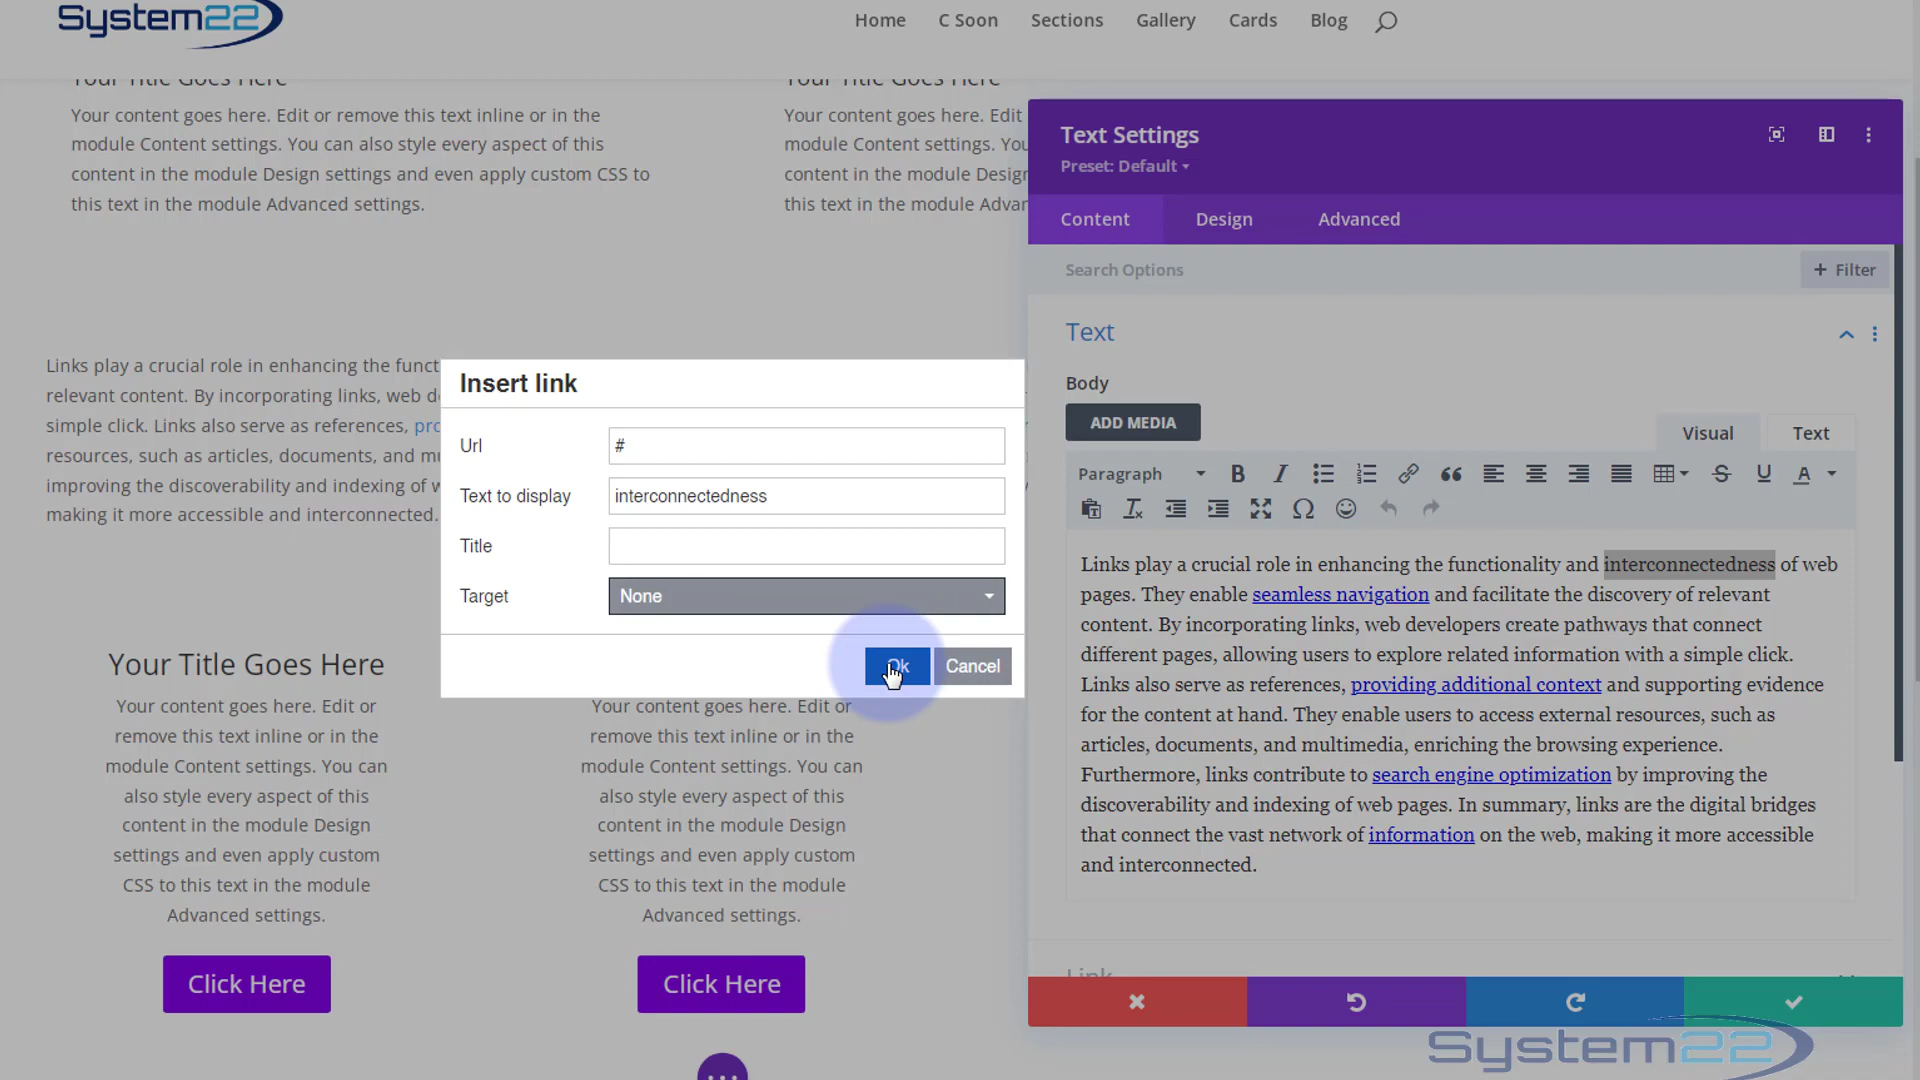 System22
Home
C Soon
Sections
Gallery
Cards
Blog
Your Title Goes Here
Your content goes here. Edit or remove this text inline or in the
module Content settings. You can also style every aspect of this
content in the module Design settings and even apply custom CSS to
this text in the module Advanced settings.
Your Title Goes Here
Your content goes here. Edit
module Content settings.
content in the module Design
this text in the module
Links play a crucial role in enhancing the
relevant content. By incorporating links, web
simple click. Links also serve as references,
resources, such as articles, documents, and
improving the discoverability and indexing of
making it more accessible and interconnected.
Insert link
Url
#
Text to display
interconnectedness
Title
Target
None
Ok
Cancel
Your Title Goes Here
Your content goes here. Edit or
remove this text inline or in the
module Content settings. You can
also style every aspect of this
content in the module Design
settings and even apply custom
CSS to this text in the module
Advanced settings.
Click Here
Your content goes here. Edit or
remove this text inline or in the
module Content settings. You can
also style every aspect of this
content in the module Design
settings and even apply custom
CSS to this text in the module
Advanced settings.
Click Here
Text Settings
Preset: Default
Content
Design
Advanced
Search Options
+ Filter
Text
Body
ADD MEDIA
Visual
Text
Paragraph
Links play a crucial role in enhancing the functionality and interconnectedness of web
pages. They enable seamless navigation and facilitate the discovery of relevant
content. By incorporating links, web developers create pathways that connect
different pages, allowing users to explore related information with a simple click.
Links also serve as references, providing additional context and supporting evidence
for the content at hand. They enable users to access external resources, such as
articles, documents, and multimedia, enriching the browsing experience.
Furthermore, links contribute to search engine optimization by improving the
discoverability and indexing of web pages. In summary, links are the digital bridges
that connect the vast network of information on the web, making it more accessible
and interconnected.
Link
System22